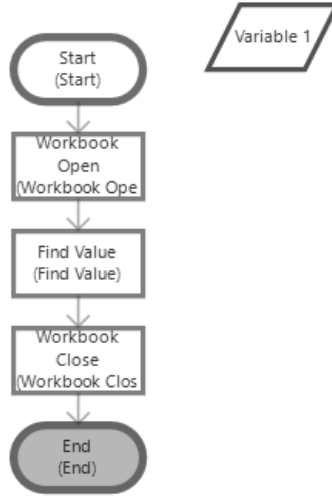 Start
(Start)
Variable 1
Workbook
Open
(Workbook Ope
Find Value
(Find Value)
Workbook
Close
(Workbook Clos
End
(End)